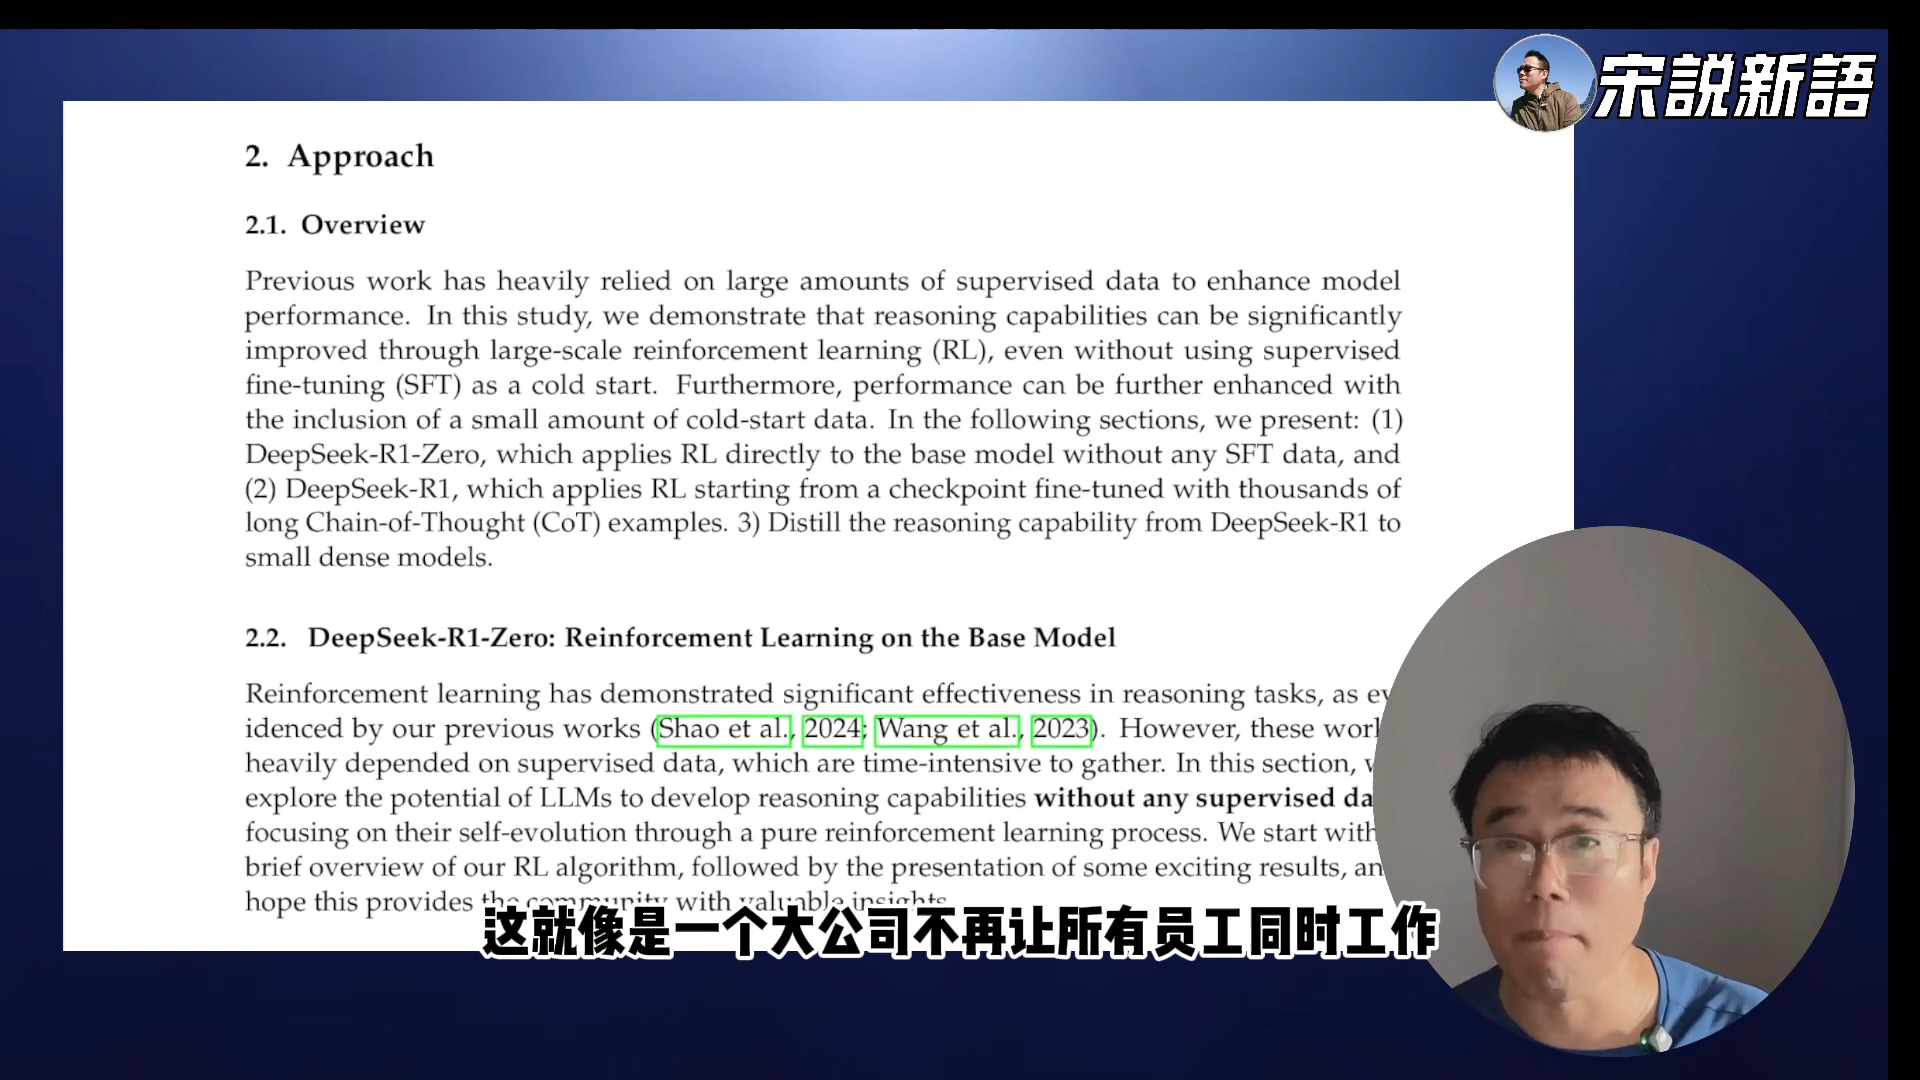 宋説新語
2. Approach
2.1. Overview
Previous work has heavily relied on large amounts of supervised data to enhance model
performance. In this study, we demonstrate that reasoning capabilities can be significantly
improved through large-scale reinforcement learning (RL), even without using supervised
fine-tuning (SFT) as a cold start. Furthermore, performance can be further enhanced with
the inclusion of a small amount of cold-start data. In the following sections, we present: (1)
DeepSeek-R1-Zero, which applies RL directly to the base model without any SFT data, and
(2) DeepSeek-R1, which applies RL starting from a checkpoint fine-tuned with thousands of
long Chain-of-Thought (CoT) examples. 3) Distill the reasoning capability from DeepSeek-R1 to
small dense models.
2.2. DeepSeek-R1-Zero: Reinforcement Learning on the Base Model
Reinforcement learning has demonstrated significant effectiveness in reasoning tasks, as ev
idenced by our previous works (Shao et al., 2024; Wang et al., 2023). However, these work
heavily depended on supervised data, which are time-intensive to gather. In this section,
explore the potential of LLMs to develop reasoning capabilities without any supervised da
focusing on their self-evolution through a pure reinforcement learning process. We start with
brief overview of our RL algorithm, followed by the presentation of some exciting results, an
hope this provides the community with valuable insights.
这就像是一个大公司不再让所有员工同时工作